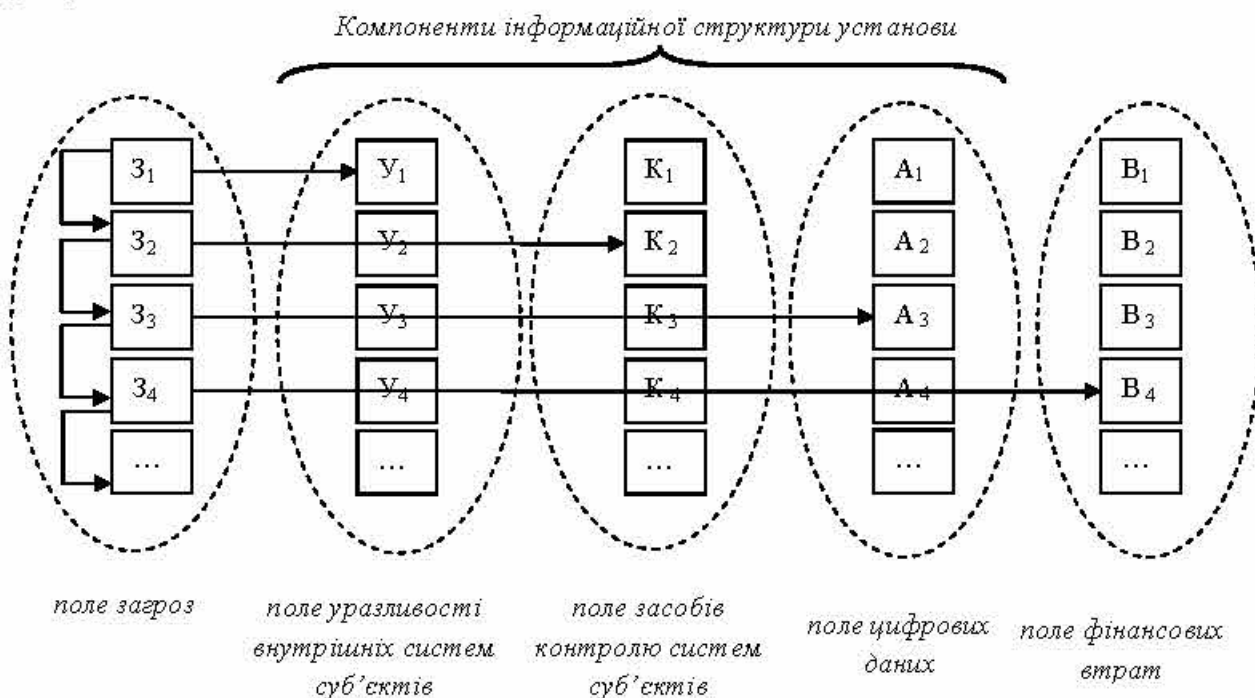 Компоненти інформаційної структури установи
З1 У1 К1 А1 В1
З2 У2 К2 А2 В2
З3 У3 К3 А3 В3
З4 У4 К4 А4 В4
... ... ... ... ...
поле загроз
поле уразливості
внутрішніх систем
суб’єктів
поле засобів
контролю систем
суб’єктів
поле цифрових
даних
поле фінансових
втрат